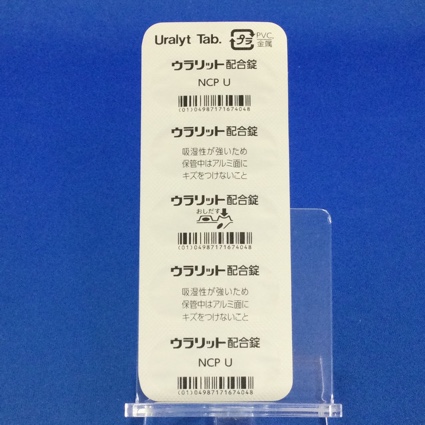 Uralyt Tab. プラ PVC, 金属
ウラリット配合錠
NCP U
(01)04987171674048
ウラリット配合錠
吸湿性が強いため
保管中はアルミ面に
キズをつけないこと
ウラリット配合錠
おしだす
(01)04987171674048
ウラリット配合錠
吸湿性が強いため
保管中はアルミ面に
キズをつけないこと
ウラリット配合錠
NCP U
(01)04987171674048